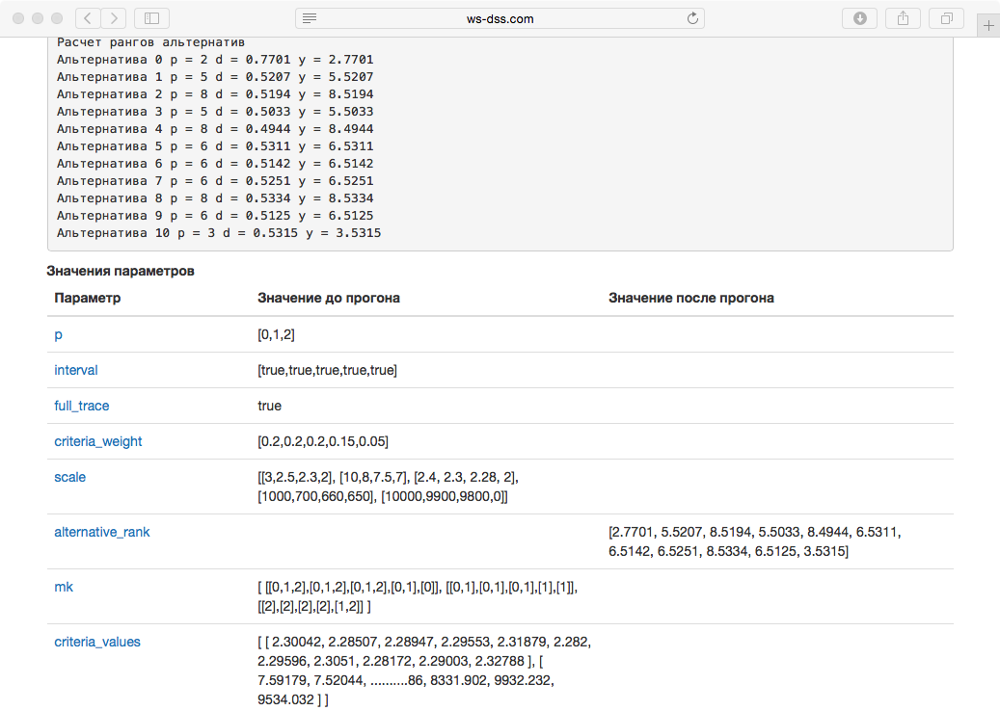 ws-dss.com
Расчет рангов альтернатив
Альтернатива 0 p = 2 d = 0.7701 y = 2.7701
Альтернатива 1 p = 5 d = 0.5207 y = 5.5207
Альтернатива 2 p = 8 d = 0.5194 y = 8.5194
Альтернатива 3 p = 5 d = 0.5033 y = 5.5033
Альтернатива 4 p = 8 d = 0.4944 y = 8.4944
Альтернатива 5 p = 6 d = 0.5311 y = 6.5311
Альтернатива 6 p = 6 d = 0.5142 y = 6.5142
Альтернатива 7 p = 6 d = 0.5251 y = 6.5251
Альтернатива 8 p = 8 d = 0.5334 y = 8.5334
Альтернатива 9 p = 6 d = 0.5125 y = 6.5125
Альтернатива 10 p = 3 d = 0.5315 y = 3.5315
Значения параметров
Параметр Значение до прогона Значение после прогона
p [0,1,2]
interval [true,true,true,true,true]
full_trace true
criteria_weight [0.2,0.2,0.2,0.15,0.05]
scale [[3,2.5,2.3,2], [10,8,7.5,7], [2.4, 2.3, 2.28, 2],
[1000,700,660,650], [10000,9900,9800,0]]
alternative_rank [2.7701, 5.5207, 8.5194, 5.5033, 8.4944, 6.5311,
6.5142, 6.5251, 8.5334, 6.5125, 3.5315]
mk [ [[0,1,2],[0,1,2],[0,1,2],[0,1],[0]], [[0,1],[0,1],[0,1],[1],[1]],
[[2],[2],[2],[2],[1,2]] ]
criteria_values [ [ 2.30042, 2.28507, 2.28947, 2.29553, 2.31879, 2.282,
2.29596, 2.3051, 2.28172, 2.29003, 2.32788 ], [
7.59179, 7.52044, ..........86, 8331.902, 9932.232,
9534.032 ] ]